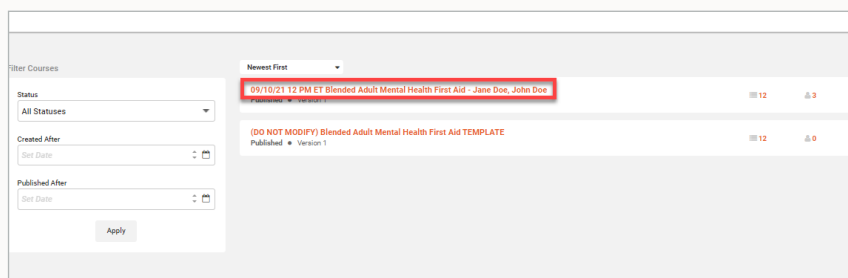 Filter Courses
Newest First
Status
All Statuses
Created After
Set Date
Published After
Set Date
Apply
09/10/21 12 PM ET Blended Adult Mental Health First Aid - Jane Doe, John Doe
Published • Version 1
12
3
(DO NOT MODIFY) Blended Adult Mental Health First Aid TEMPLATE
Published • Version 1
12
0